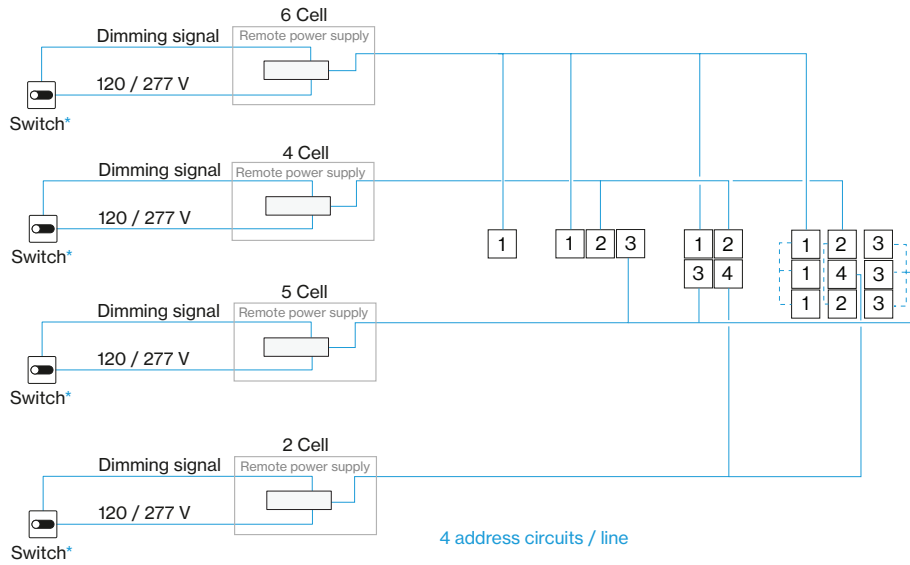 6 Cell
Dimming signal
Remote power supply
120 / 277 V
Switch*
4 Cell
Dimming signal
Remote power supply
120 / 277 V
Switch*
1
1 2 3
1 2
3 4
1 2 3
1 4 3
1 2 3
5 Cell
Dimming signal
Remote power supply
120 / 277 V
Switch*
2 Cell
Dimming signal
Remote power supply
120 / 277 V
Switch*
4 address circuits / line